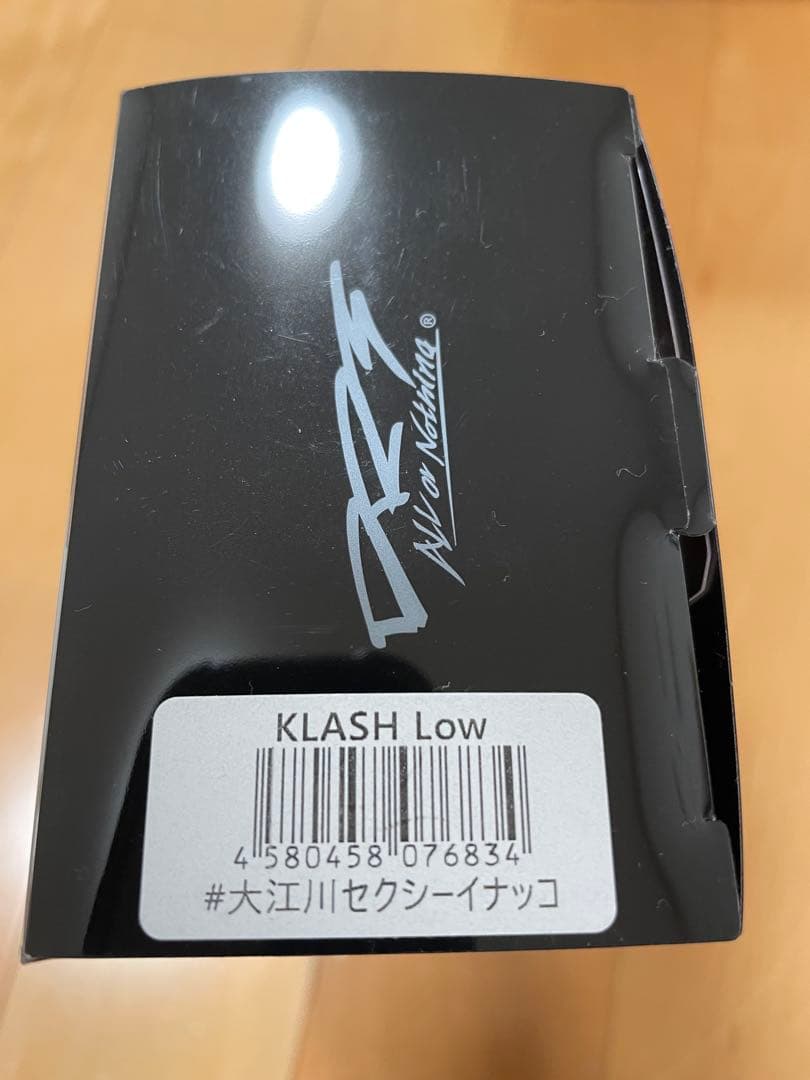 DRT
All or Nothing®
KLASH Low
4 580458 076834
#大江川セクシーイナッコ